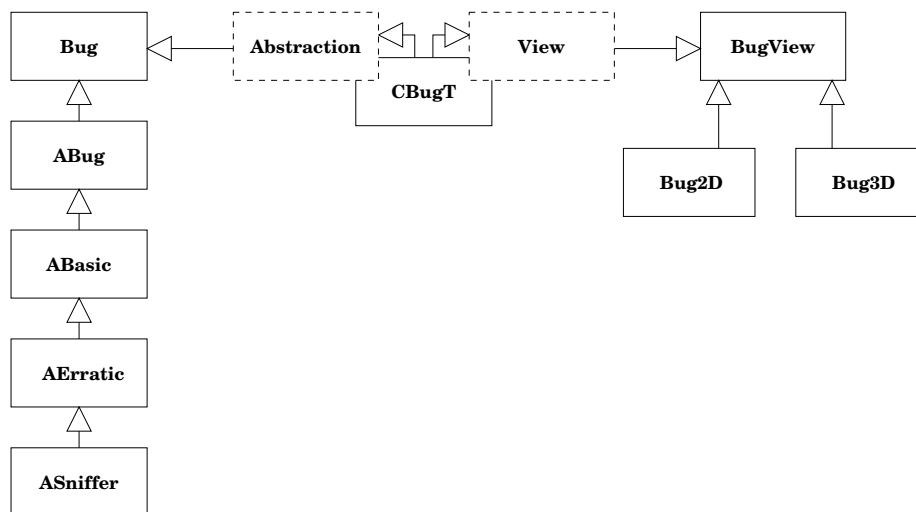 Bug
Abstraction
View
BugView
CBugT
ABug
Bug2D
Bug3D
ABasic
AErratic
ASniffer